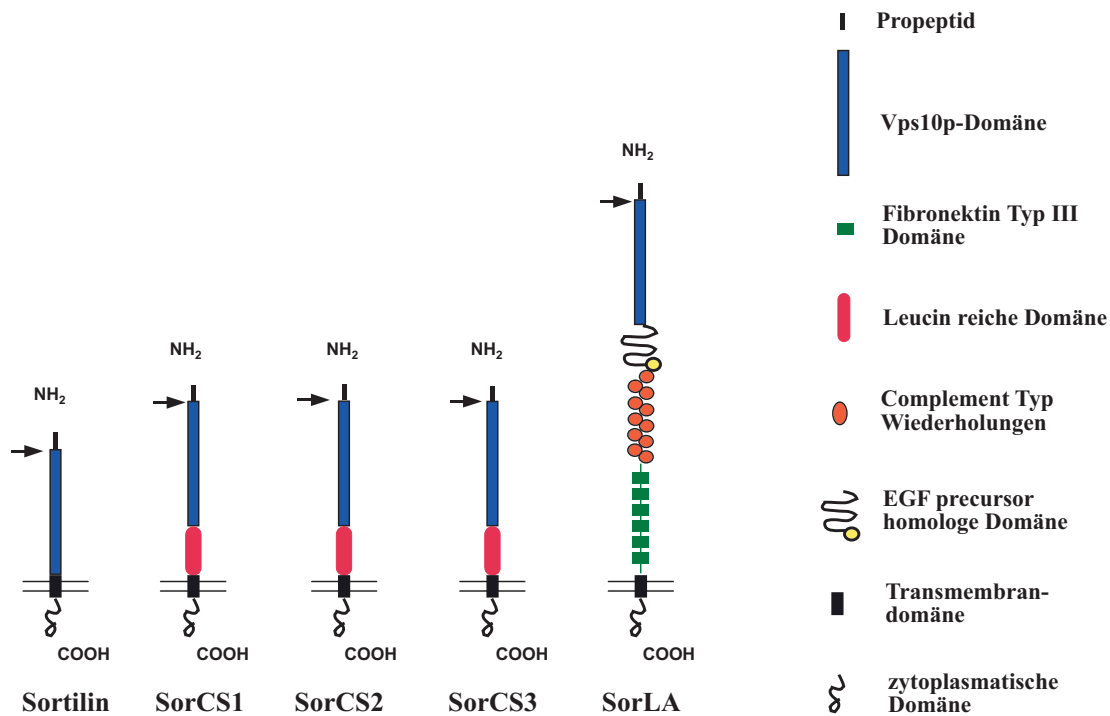 Propeptid
Vps10p-Domäne
NH2
Fibronektin Typ III
Domäne
Leucin reiche Domäne
NH2
NH2
NH2
NH2
Complement Typ
Wiederholungen
EGF precursor
homologe Domäne
Transmembran-
domäne
COOH
COOH
COOH
COOH
COOH
zytoplasmatische
Domäne
Sortilin
SorCS1
SorCS2
SorCS3
SorLA